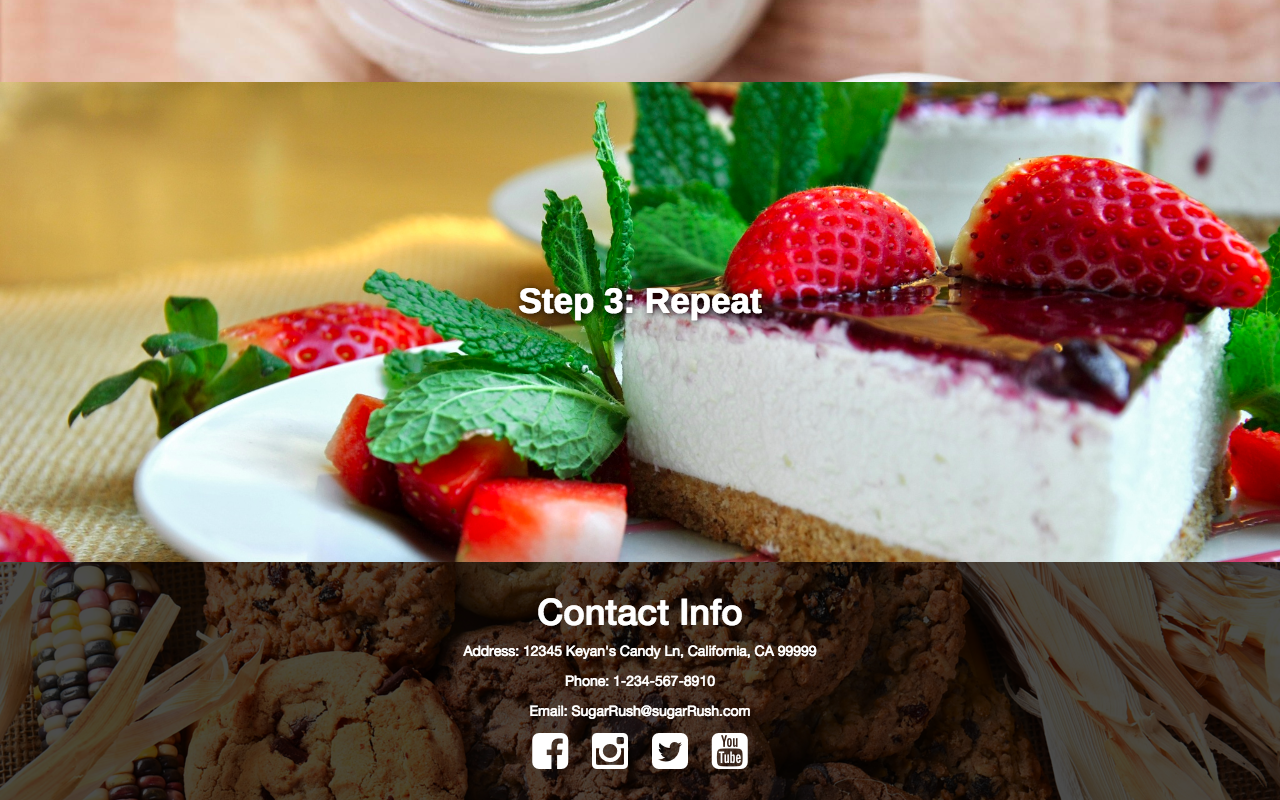 Step 3: Repeat
Contact Info
Address: 12345 Keyan's Candy Ln, California, CA 99999
Phone: 1-234-567-8910
Email: SugarRush@sugarRush.com
You
Tube